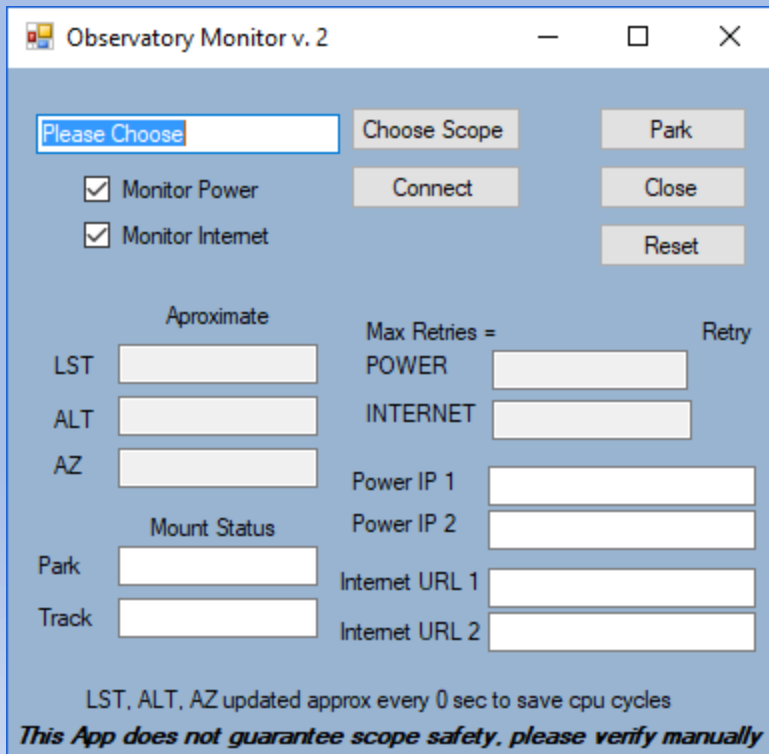 Observatory Monitor v. 2
Please Choose
Choose Scope
Park
Monitor Power
Connect
Close
Monitor Internet
Reset
Aproximate
Max Retries =
Retry
LST
POWER
ALT
INTERNET
AZ
Power IP 1
Mount Status
Power IP 2
Park
Internet URL 1
Track
Internet URL 2
LST, ALT, AZ updated approx every 0 sec to save cpu cycles
This App does not guarantee scope safety, please verify manually